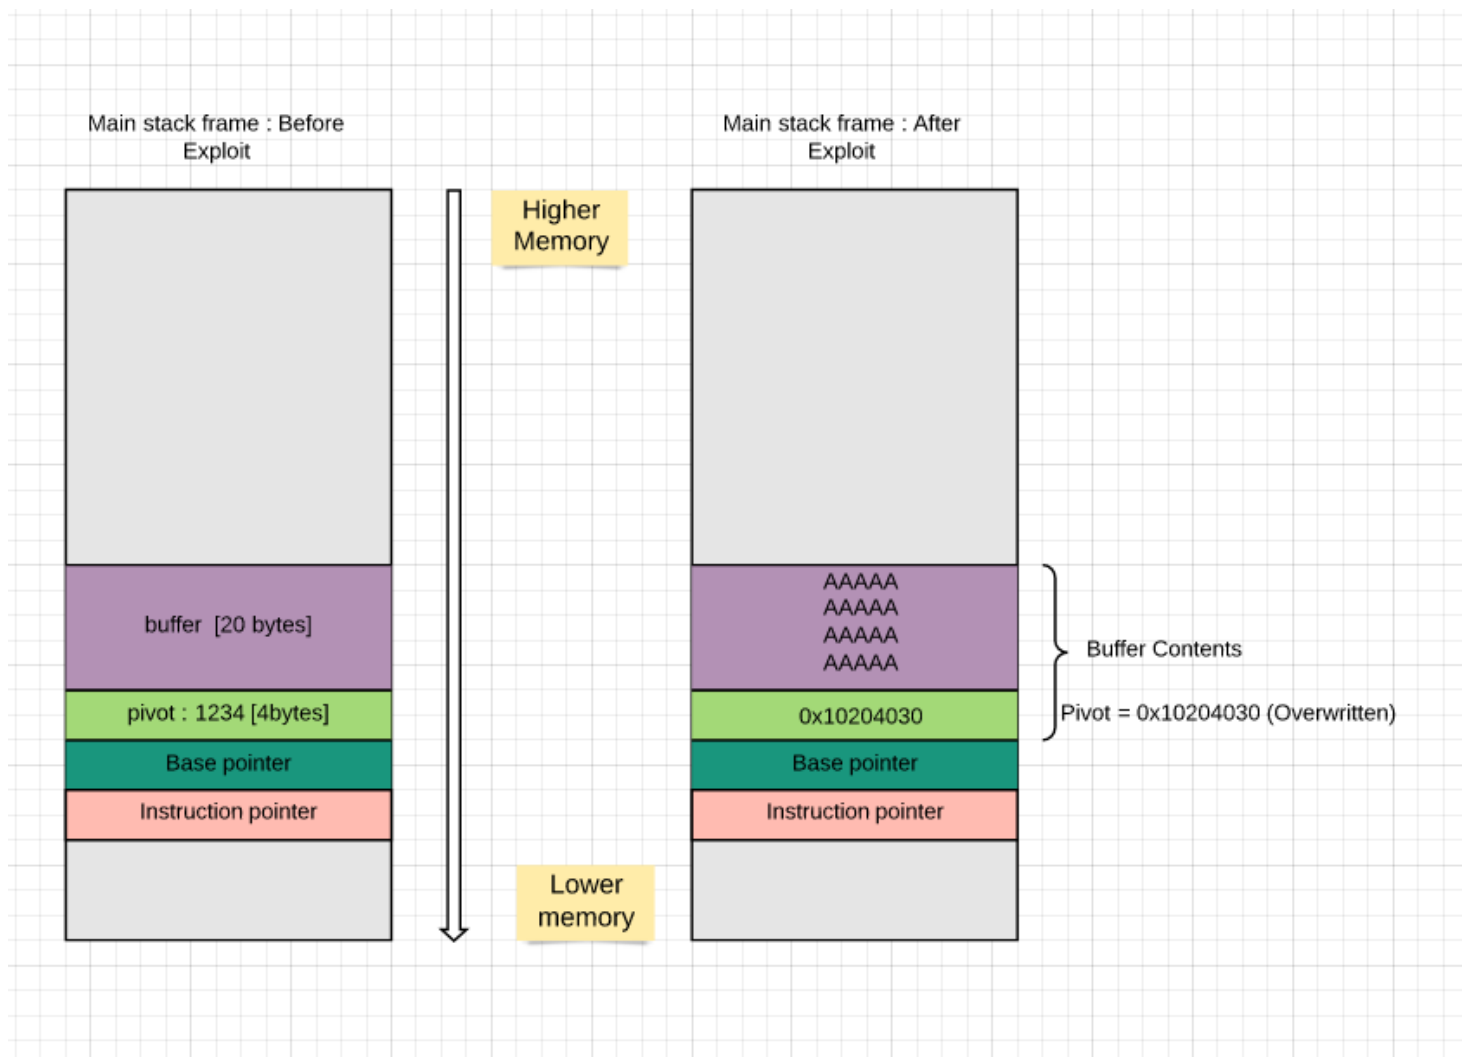 Main stack frame : Before
Exploit
Higher
Memory
Main stack frame : After
Exploit
buffer  [20 bytes]
pivot : 1234 [4bytes]
Base pointer
Instruction pointer
Lower
memory
AAAAA
AAAAA
AAAAA
AAAAA
0x10204030
Base pointer
Instruction pointer
Buffer Contents
Pivot = 0x10204030 (Overwritten)